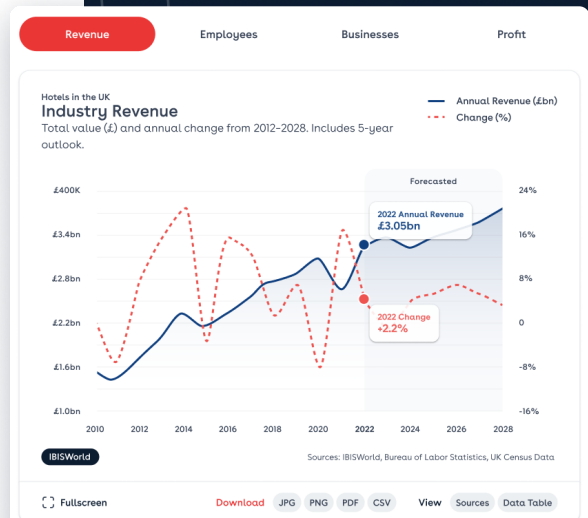 Revenue Employees Businesses Profit
Hotels in the UK
Industry Revenue
Total value (£) and annual change from 2012-2028. Includes 5-year
outlook.
Annual Revenue (£bn)
Change (%)
Forecasted
£400K
£3.4bn
£2.8bn
£2.2bn
£1.6bn
£1.0bn
24%
16%
8%
0
-8%
-16%
2022 Annual Revenue
£3.05bn
2022 Change
+2.2%
2010 2012 2014 2016 2018 2020 2022 2024 2026 2028
IBISWorld
Sources: IBISWorld, Bureau of Labor Statistics, UK Census Data
Fullscreen Download JPG PNG PDF CSV View Sources Data Table